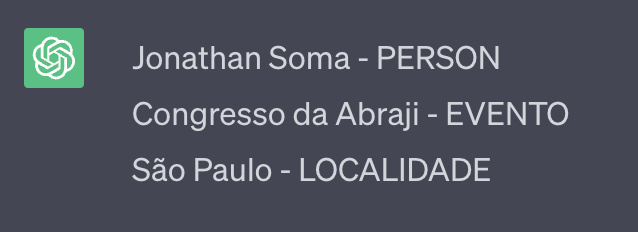 Jonathan Soma - PERSON
Congresso da Abraji - EVENTO
São Paulo - LOCALIDADE